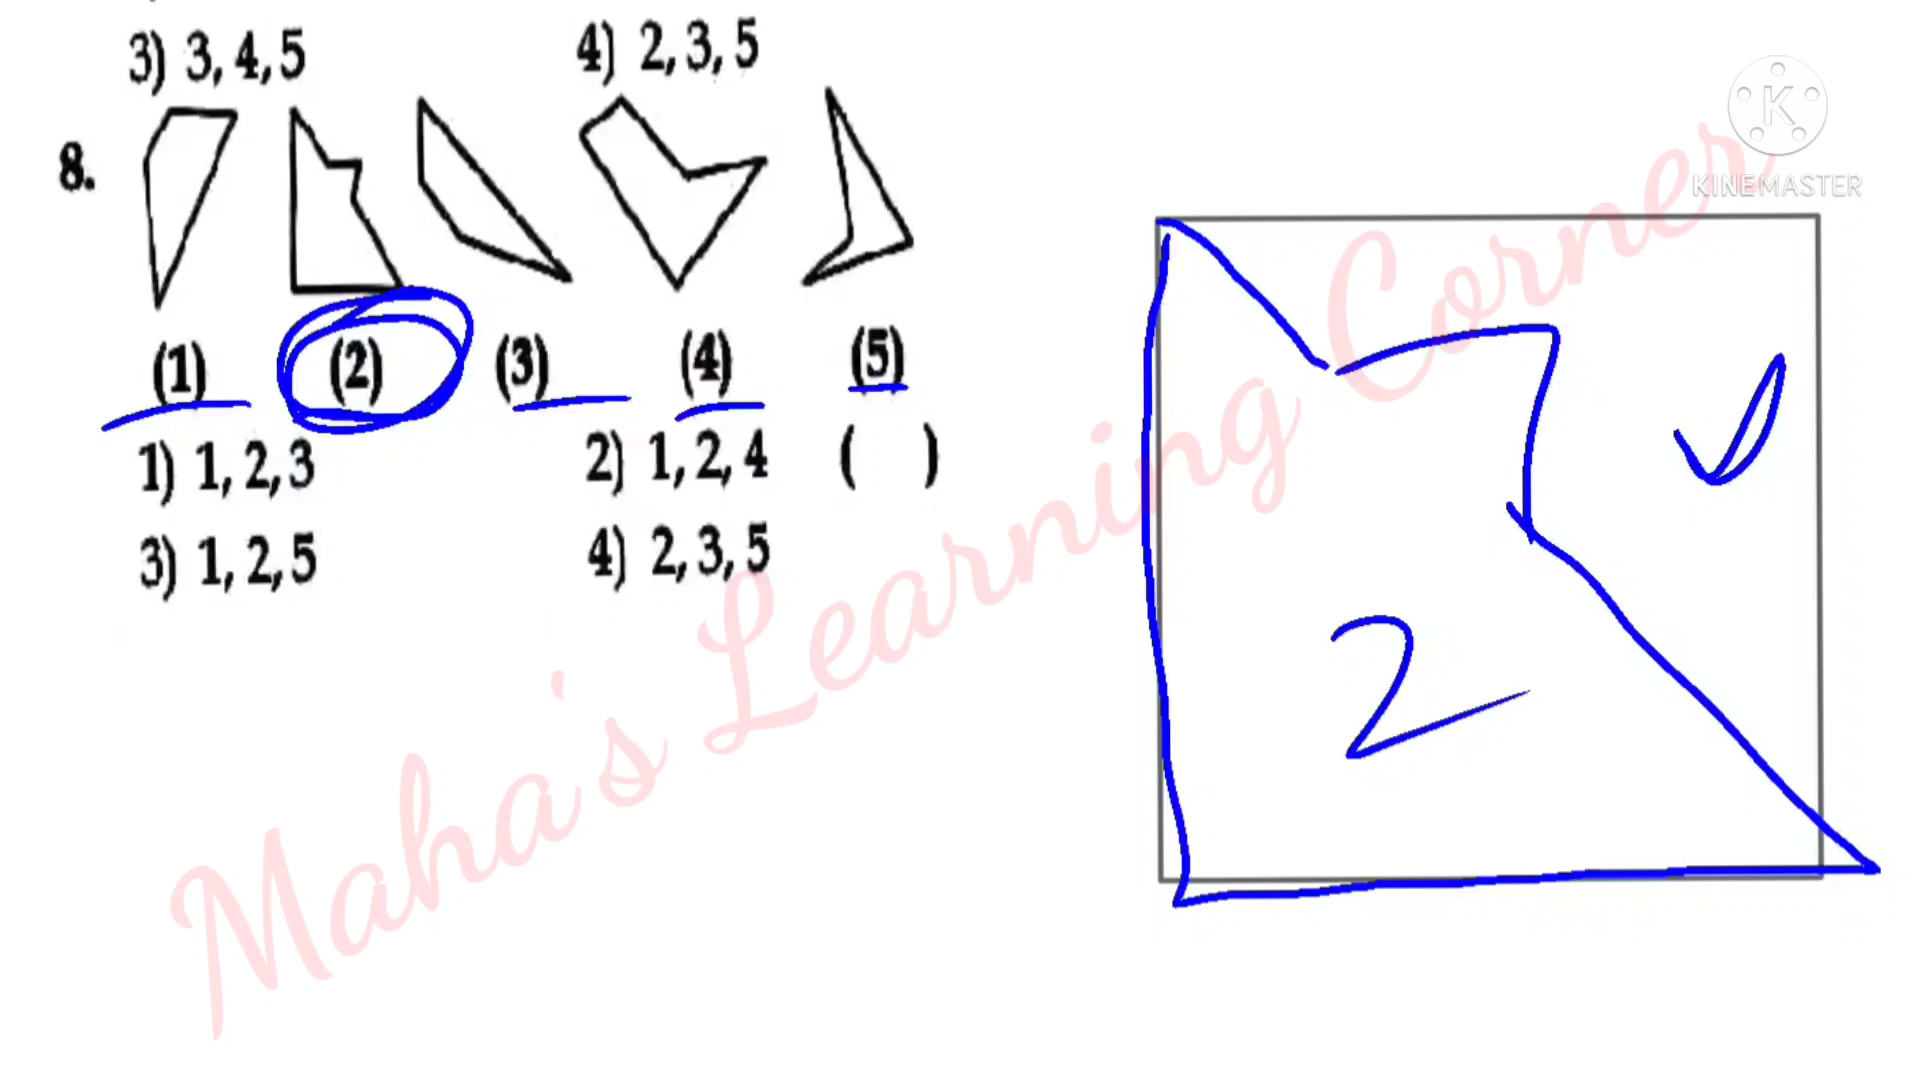 3) 3, 4, 5 4) 2, 3, 5
8.
(1) (2) (3) (4) (5)
1) 1, 2, 3 2) 1, 2, 4 ( )
3) 1, 2, 5 4) 2, 3, 5
2
K
KINEMASTER
Maha's Learning Corner